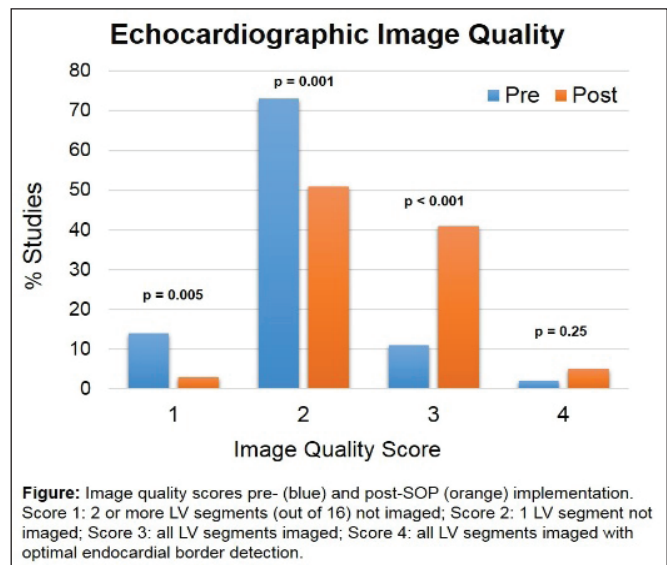 Echocardiographic Image Quality
80
70
60
50
40
30
20
10
0
% Studies
p = 0.001
Pre
Post
p < 0.001
p = 0.005
p = 0.25
1
2
3
4
Image Quality Score
Figure: Image quality scores pre- (blue) and post-SOP (orange) implementation.
Score 1: 2 or more LV segments (out of 16) not imaged; Score 2: 1 LV segment not
imaged; Score 3: all LV segments imaged; Score 4: all LV segments imaged with
optimal endocardial border detection.